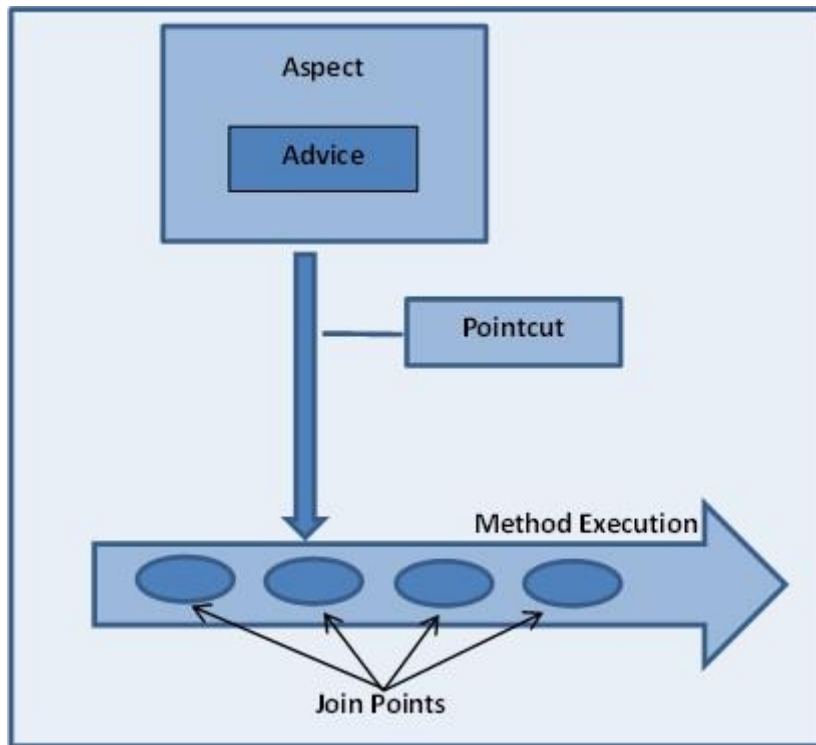 Aspect
Advice
Pointcut
Method Execution
Join Points